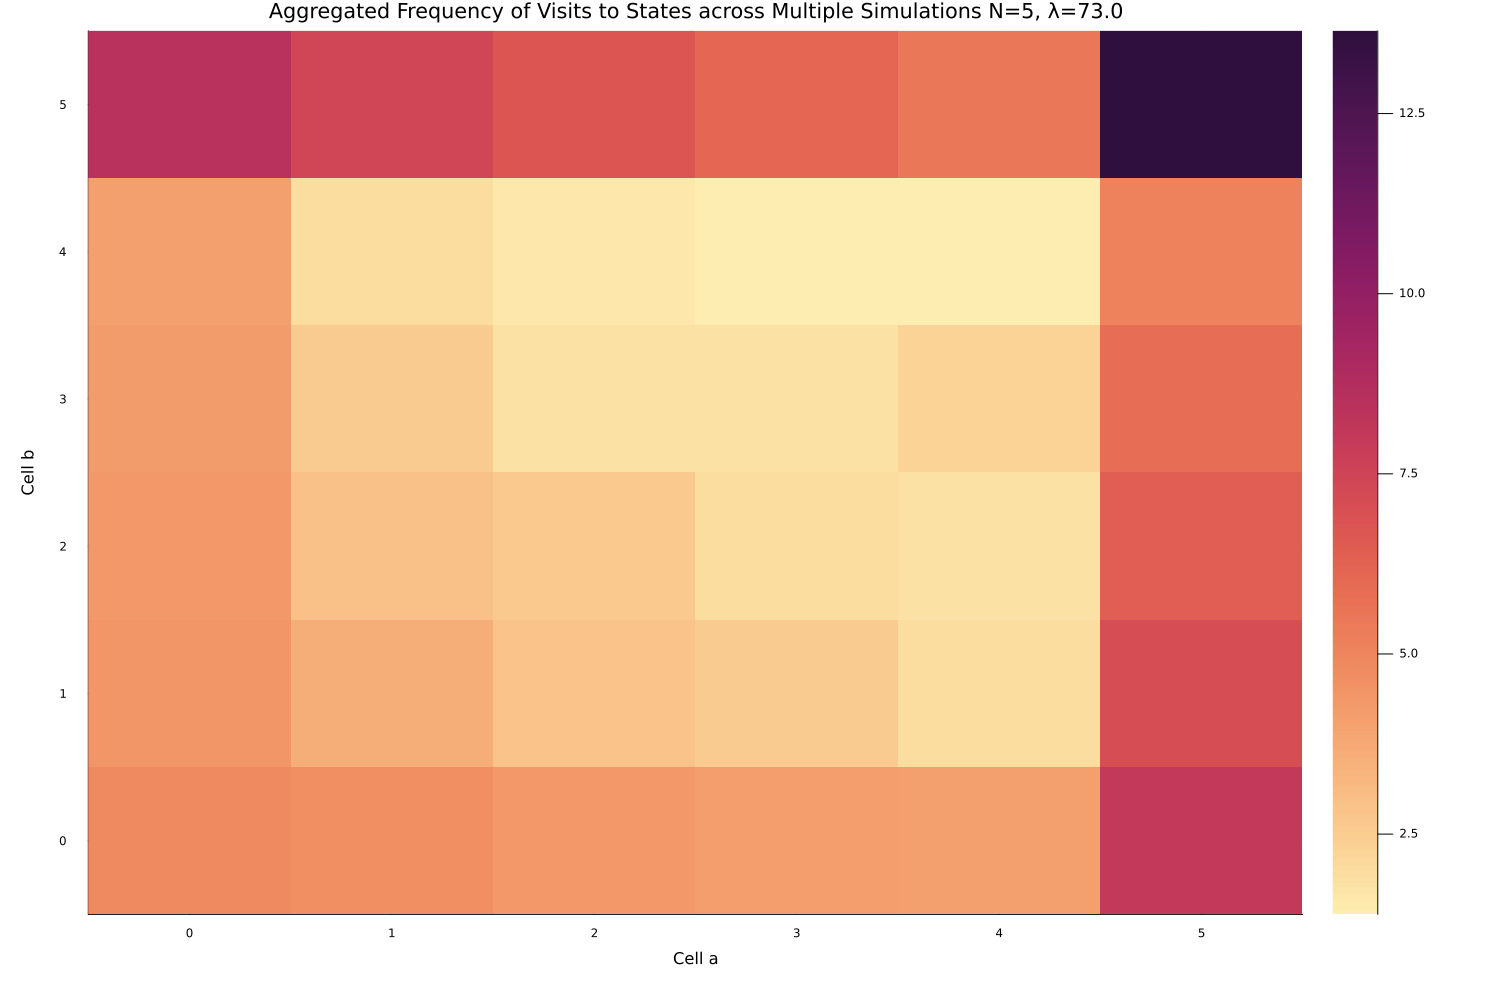 Aggregated Frequency of Visits to States across Multiple Simulations N=5, λ=73.0
5
4
3
2
1
0
Cell b
0 1 2 3 4 5
Cell a
12.5
10.0
7.5
5.0
2.5